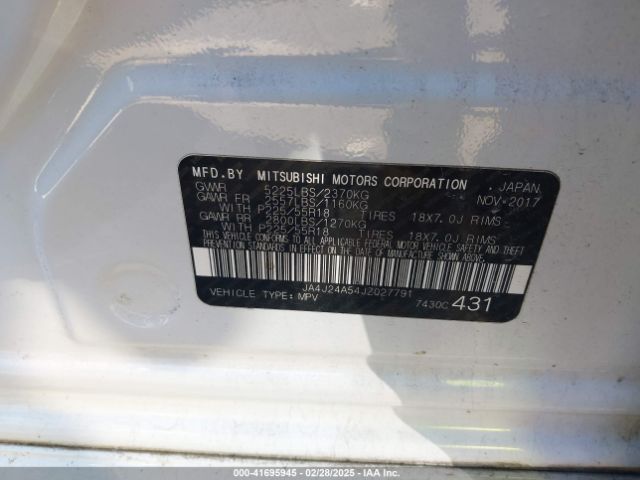 MFD.BY MITSUBISHI MOTORS CORPORATION JAPAN
GVWR 5225LBS/2370KG NOV-2017
GAWR FR 2557LBS/1160KG
WITH P225/55R18 TIRES 18X7.0J RIMS
GAWR RR 2800LBS/1270KG
WITH P225/55R18 TIRES 18X7.0J RIMS
THIS VEHICLE CONFORMS TO ALL APPLICABLE FEDERAL MOTOR VEHICLE SAFETY AND THEFT
PREVENTION STANDARDS IN EFFECT ON THE DATE OF MANUFACTURE SHOWN ABOVE.
JA4J24A54JZ027791
VEHICLE TYPE: MPV 7430C 431
000-41695945 - 02/28/2025 - IAA Inc.